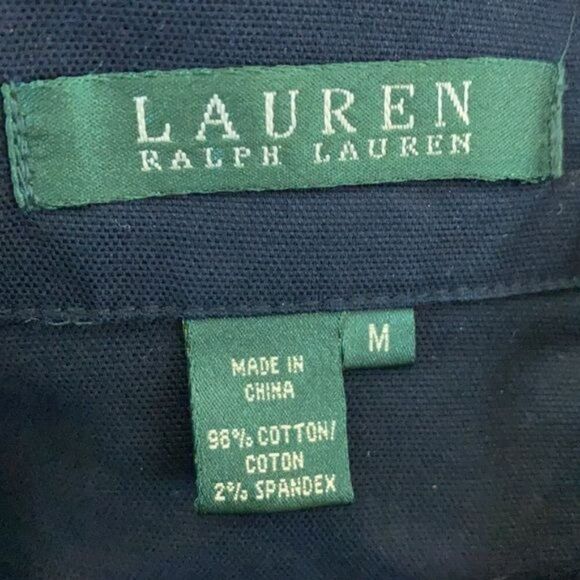 LAUREN
RALPH LAUREN
M
MADE IN
CHINA
98% COTTON/
COTON
2% SPANDEX